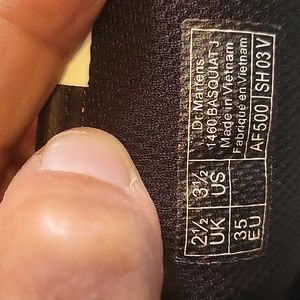 Dr. Martens
1460 BASQUIAT J
Made in Vietnam
Fabriqué en Vietnam
AF500 SH 03 V
3½ US
2½ UK
35 EU